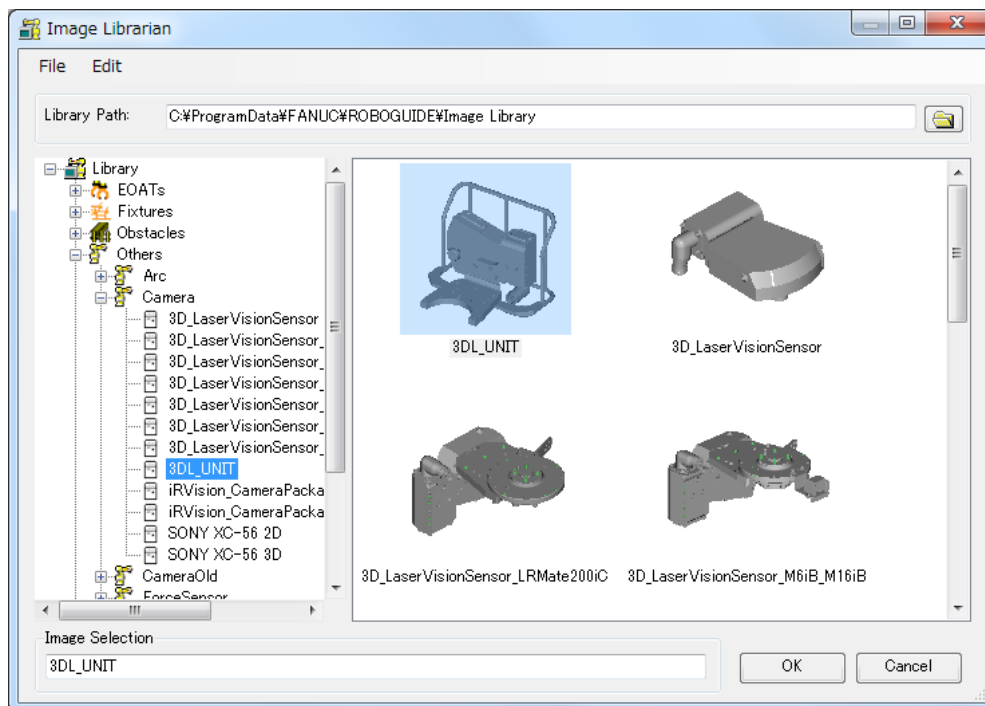 Image Librarian
File Edit
Library Path: C:¥ProgramData¥FANUC¥ROBOGUIDE¥Image Library
Library
EOATs
Fixtures
Obstacles
Others
Arc
Camera
3D_LaserVisionSensor
3D_LaserVisionSensor_
3D_LaserVisionSensor_
3D_LaserVisionSensor_
3D_LaserVisionSensor_
3D_LaserVisionSensor_
3D_LaserVisionSensor_
3DL_UNIT
iRVision_CameraPacka
iRVision_CameraPacka
SONY XC-56 2D
SONY XC-56 3D
CameraOld
ForceSensor
3DL_UNIT
3D_LaserVisionSensor
3D_LaserVisionSensor_LRMate200iC
3D_LaserVisionSensor_M6iB_M16iB
Image Selection
3DL_UNIT
OK
Cancel